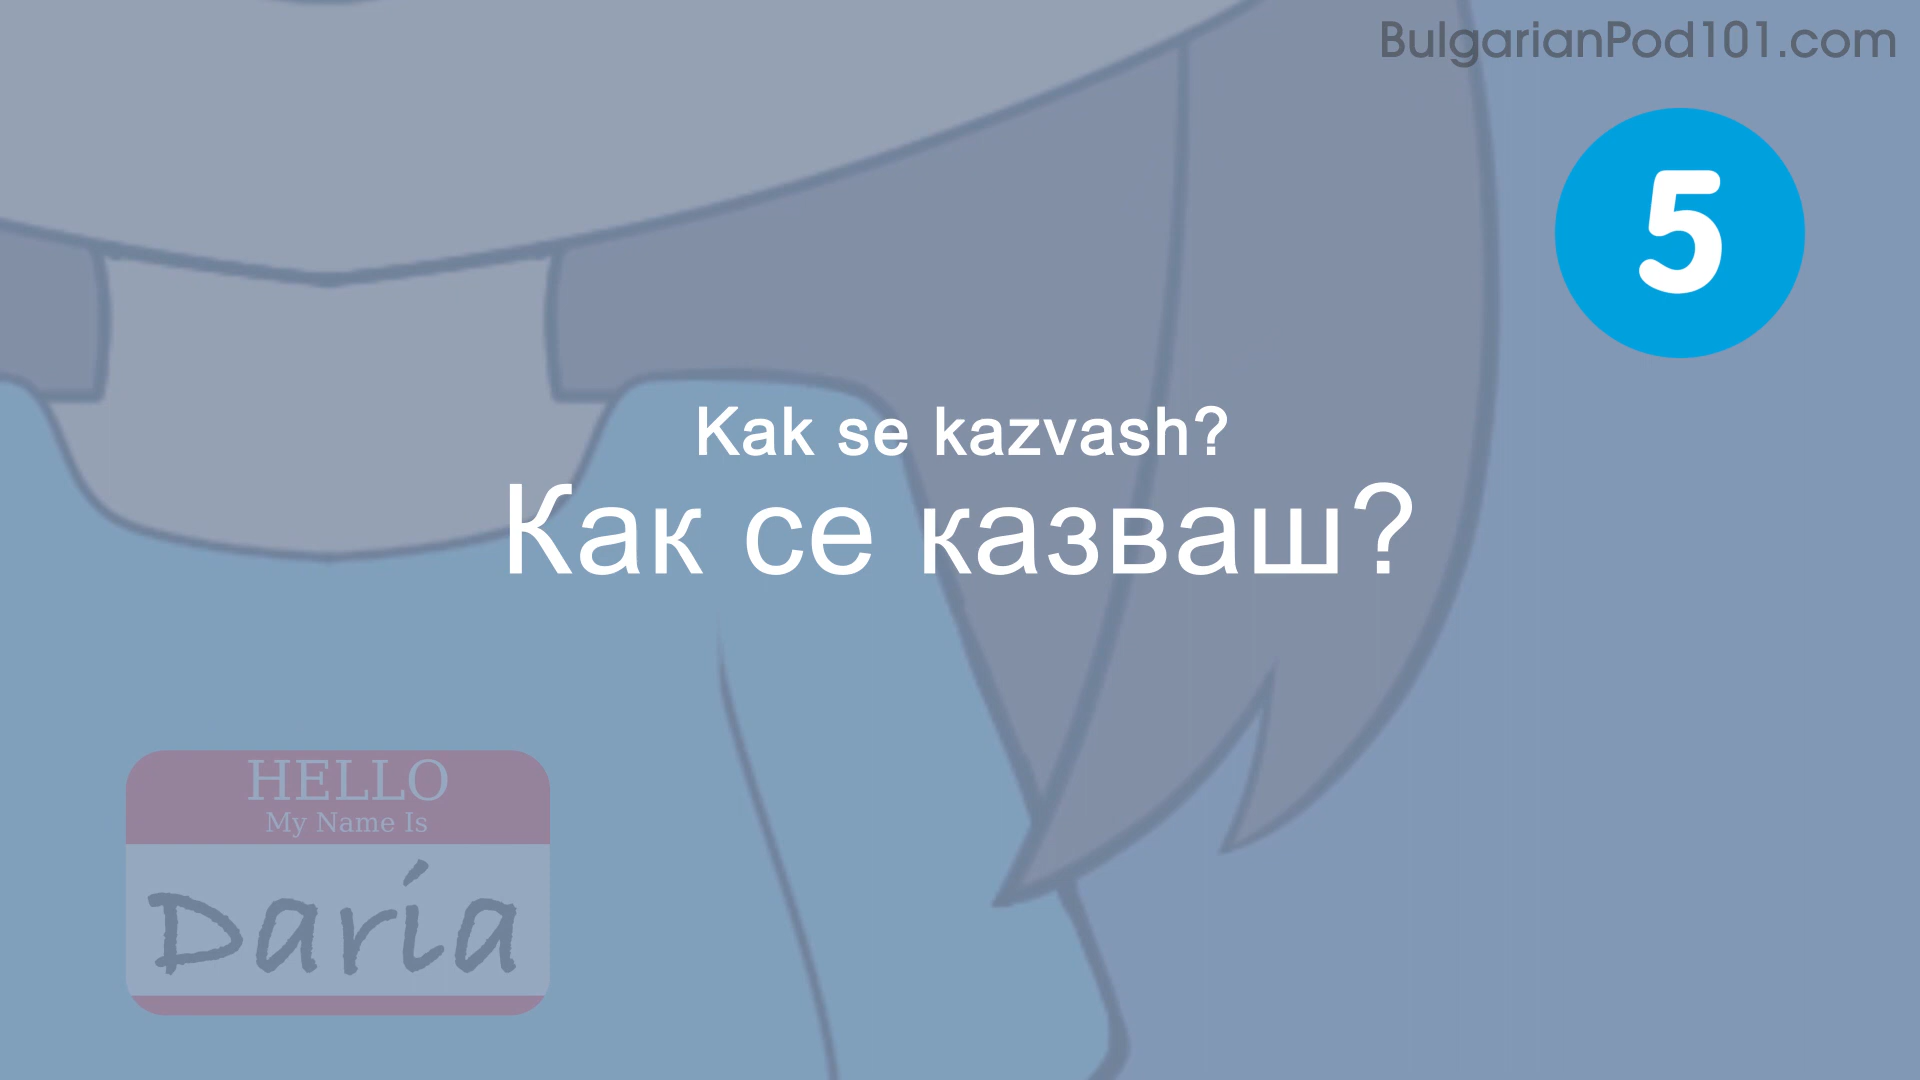 BulgarianPod101.com
5
Kak se kazvash?
Как се казваш?
HELLO
My Name Is
Daria